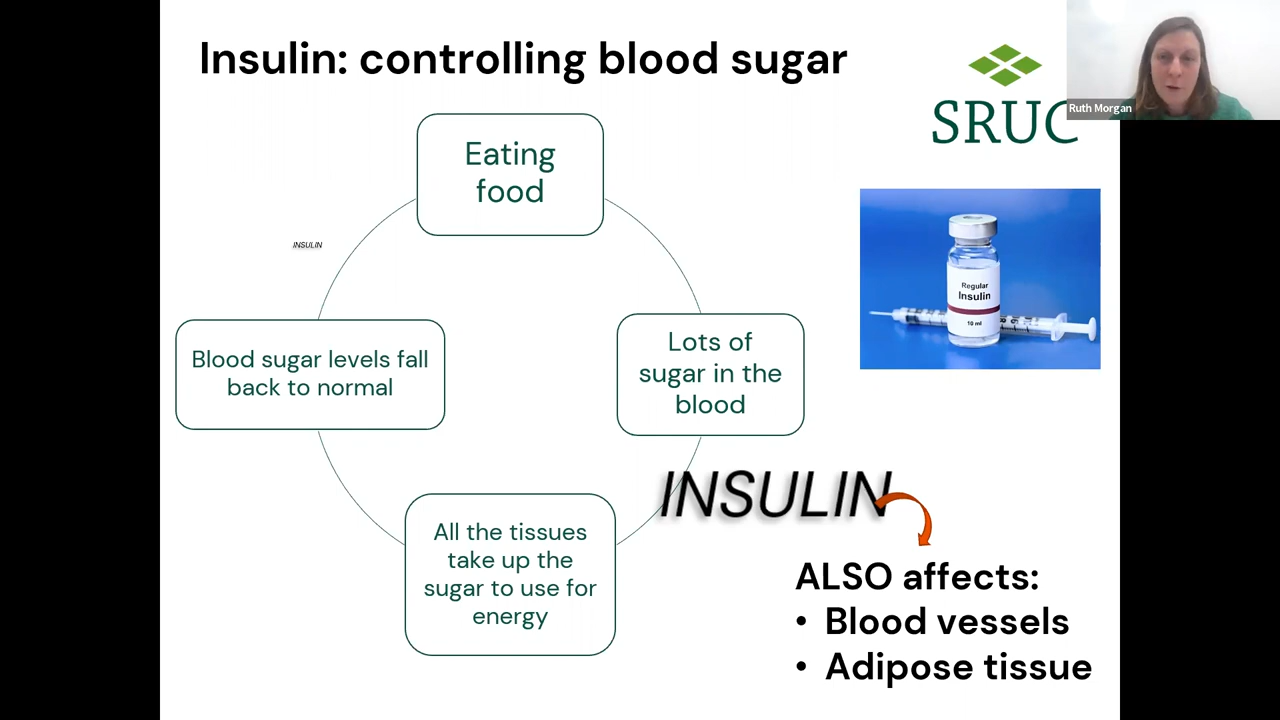 Insulin: controlling blood sugar
SRUC
Ruth Morgan
Eating
food
INSULIN
Regular
Insulin
10 ml
Blood sugar levels fall
back to normal
Lots of
sugar in the
blood
INSULIN
All the tissues
take up the
sugar to use for
energy
ALSO affects:
• Blood vessels
• Adipose tissue